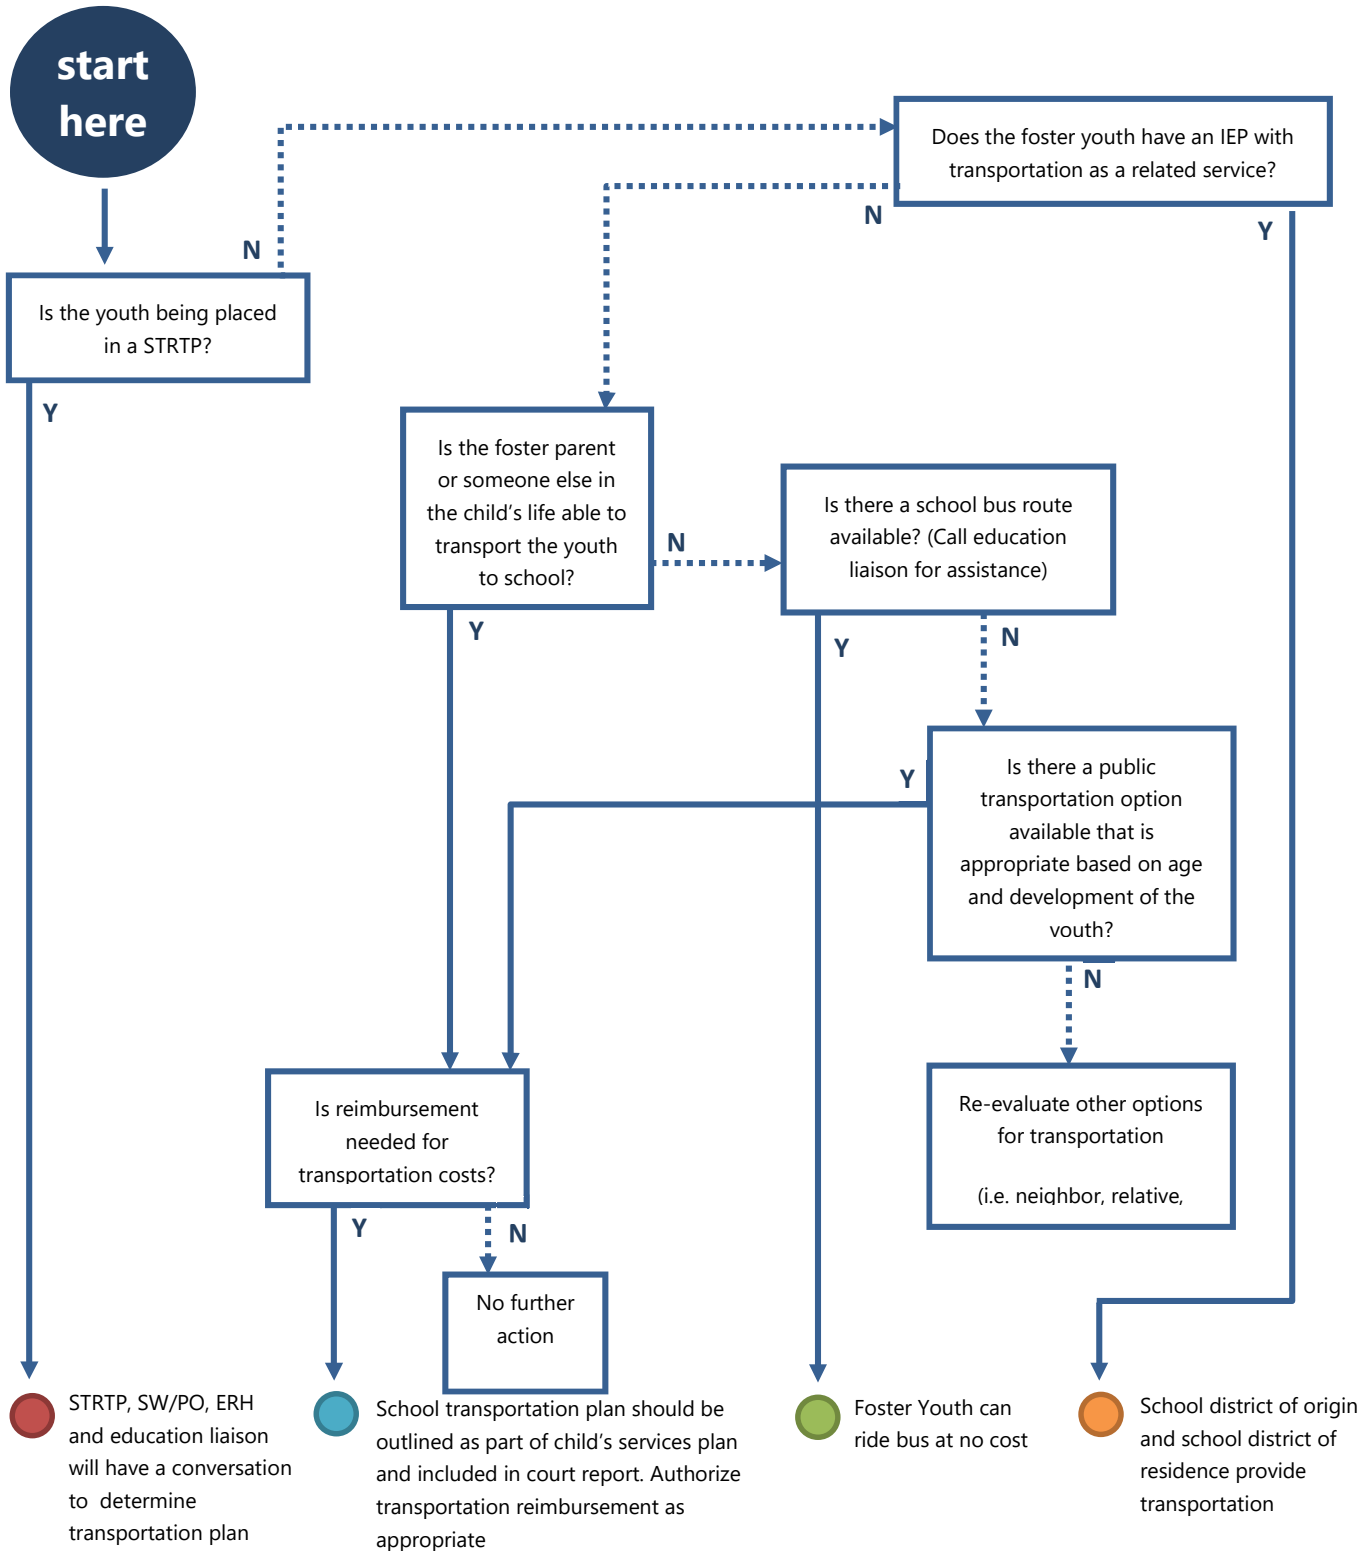 start
here
Does the foster youth have an IEP with
transportation as a related service?
N
Y
N
Is the youth being placed
in a STRTP?
Y
Is the foster parent
or someone else in
the child's life able to
transport the youth
to school?
N
Y
Is there a school bus route
available? (Call education
liaison for assistance)
Y
N
Is there a public
transportation option
available that is
appropriate based on age
and development of the
youth?
Y
N
Re-evaluate other options
for transportation
(i.e. neighbor, relative,
Is reimbursement
needed for
transportation costs?
Y
N
No further
action
STRTP, SW/PO, ERH
and education liaison
will have a conversation
to determine
transportation plan
School transportation plan should be
outlined as part of child's services plan
and included in court report. Authorize
transportation reimbursement as
appropriate
Foster Youth can
ride bus at no cost
School district of origin
and school district of
residence provide
transportation